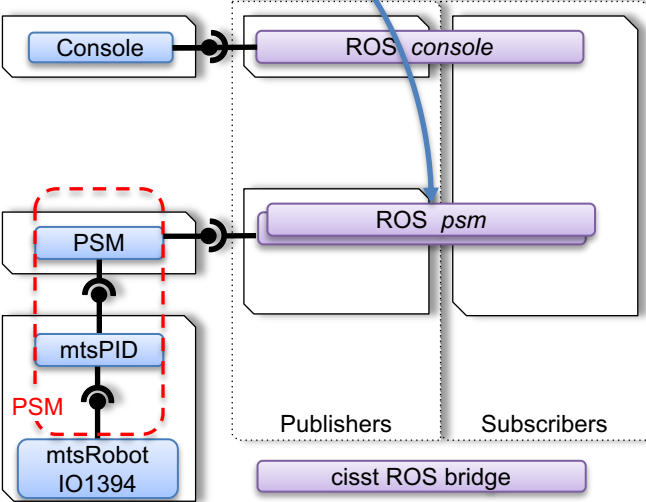 Console
ROS console
PSM
ROS psm
mtsPID
PSM
Publishers
Subscribers
mtsRobot
IO1394
cisst ROS bridge